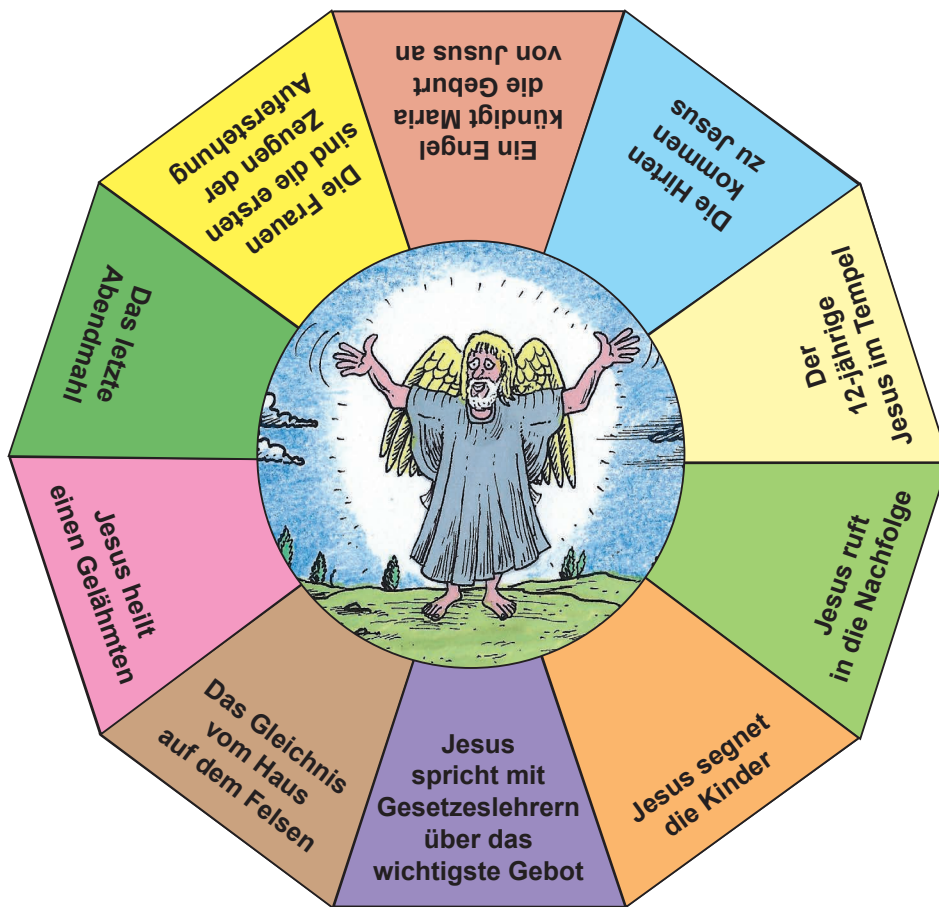 Ein Engel
kündigt Maria
die Geburt
von Jusus an
Die Hirten
kommen
zu Jesus
Der
12-jährige
Jesus im Tempel
Jesus ruft
in die Nachfolge
Jesus segnet
die Kinder
Jesus
spricht mit
Gesetzeslehrern
über das
wichtigste Gebot
Das Gleichnis
vom Haus
auf dem Felsen
Jesus heilt
einen Gelähmten
Das letzte
Abendmahl
Die Frauen
sind die ersten
Zeugen der
Auferstehung